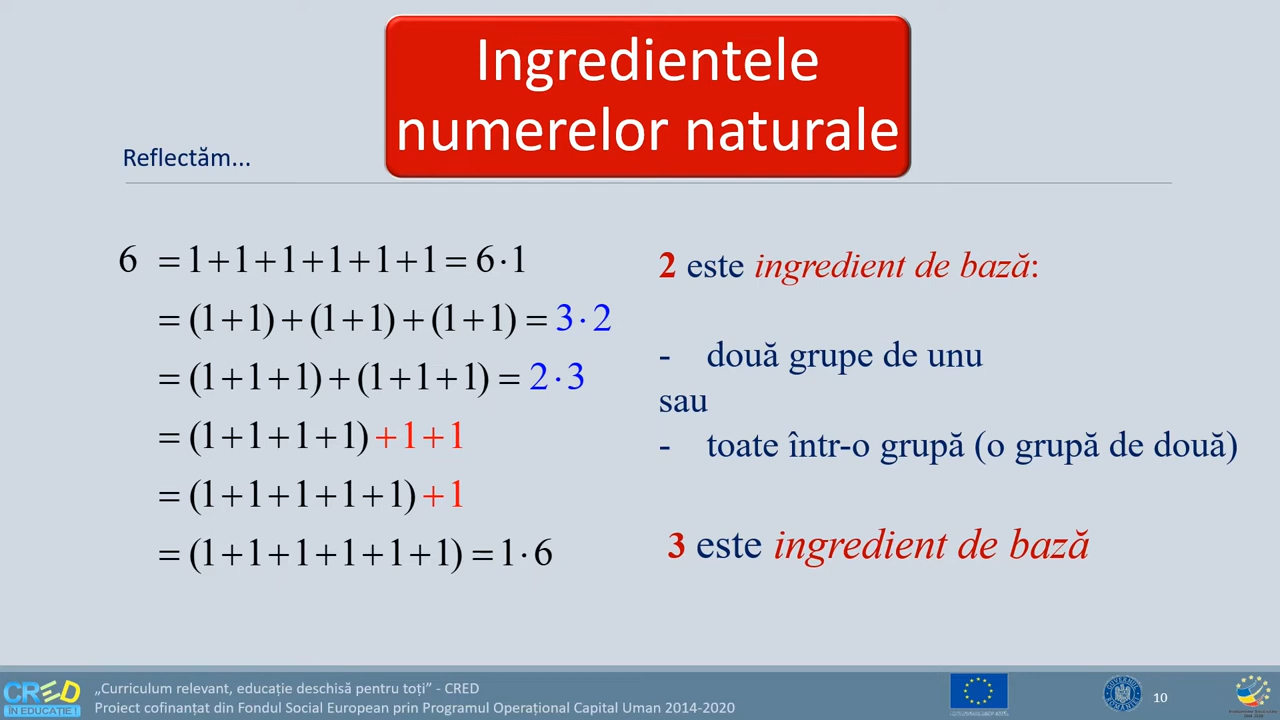 Ingredientele
numerelor naturale
Reflectăm...
6 = 1+1+1+1+1+1 = 6·1
= (1+1)+(1+1)+(1+1) = 3·2
= (1+1+1)+(1+1+1) = 2·3
= (1+1+1+1) +1+1
= (1+1+1+1+1) +1
= (1+1+1+1+1+1) = 1·6
2 este ingredient de bază:
- două grupe de unu
sau
- toate într-o grupă (o grupă de două)
3 este ingredient de bază
CRED
ÎN EDUCAȚIE !
„Curriculum relevant, educație deschisă pentru toți” - CRED
Proiect cofinanțat din Fondul Social European prin Programul Operațional Capital Uman 2014-2020
10